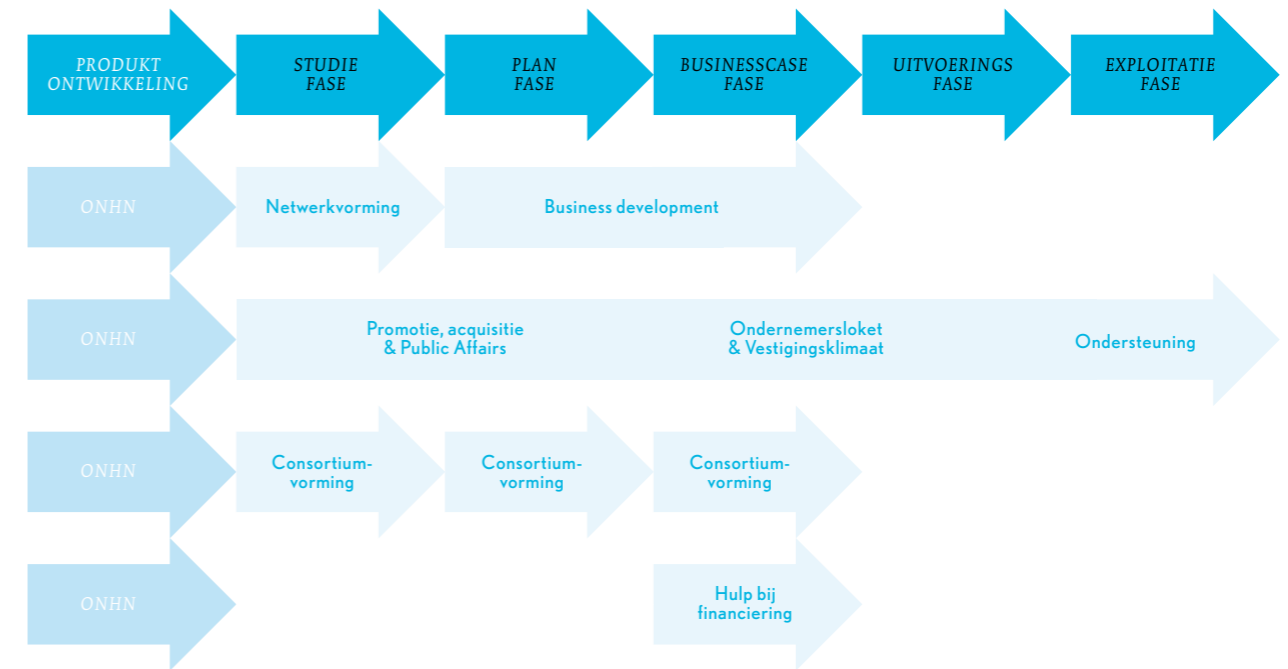 PRODUKT
ONTWIKKELING
STUDIE
FASE
PLAN
FASE
BUSINESSCASE
FASE
UITVOERINGS
FASE
EXPLOITATIE
FASE
ONHN
Netwerkvorming
Business development
ONHN
Promotie, acquisitie
& Public Affairs
Ondernemersloket
& Vestigingsklimaat
Ondersteuning
ONHN
Consortium-
vorming
Consortium-
vorming
Consortium-
vorming
ONHN
Hulp bij
financiering